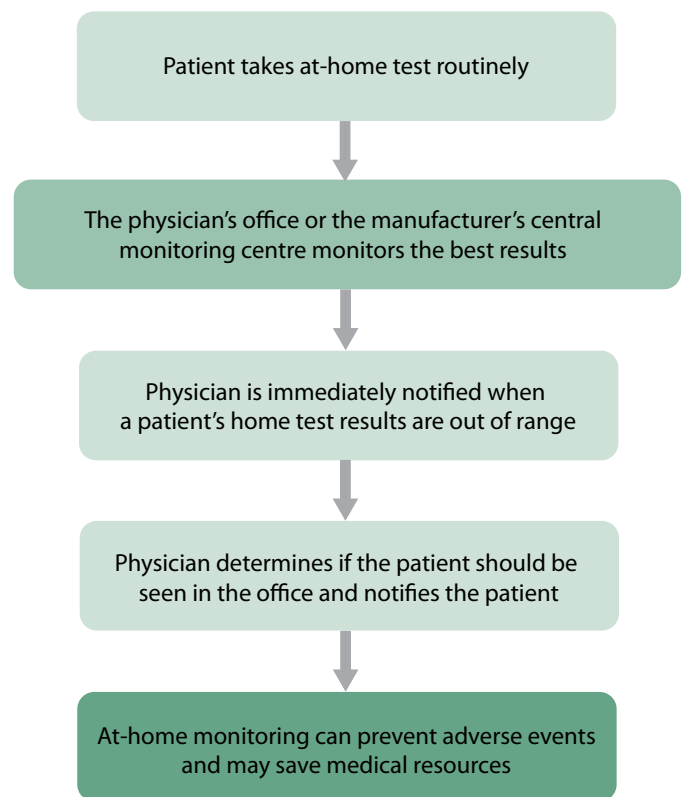 Patient takes at-home test routinely
The physician’s office or the manufacturer’s central
monitoring centre monitors the best results
Physician is immediately notified when
a patient’s home test results are out of range
Physician determines if the patient should be
seen in the office and notifies the patient
At-home monitoring can prevent adverse events
and may save medical resources